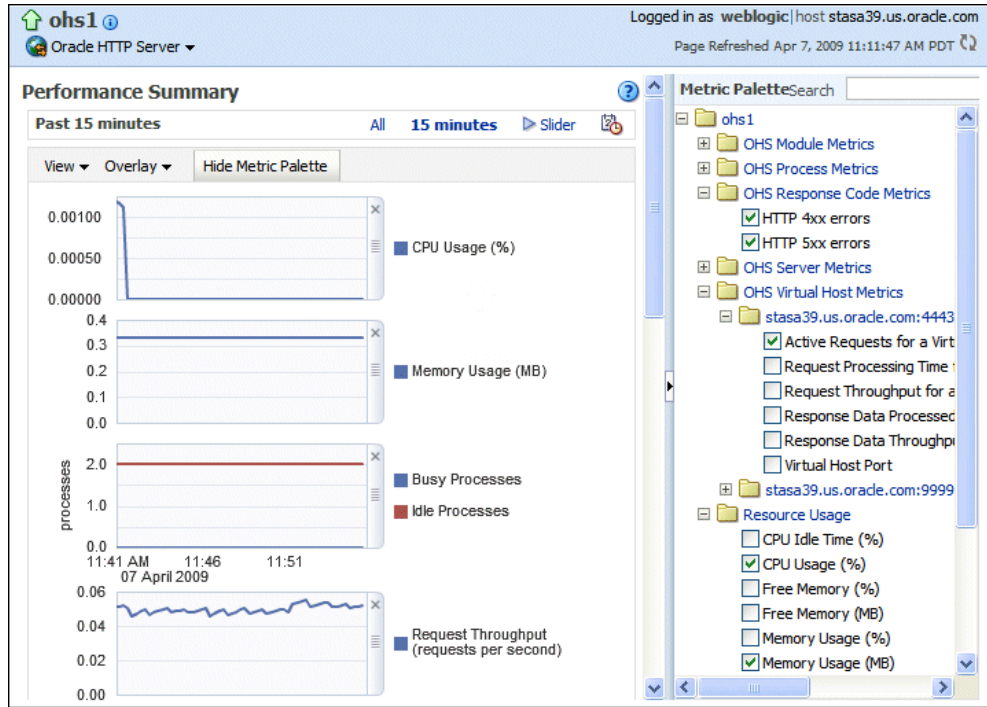 ohs1
Logged in as weblogic|host stasa39.us.oracle.com
Oracle HTTP Server
Page Refreshed Apr 7, 2009 11:11:47 AM PDT
Performance Summary
Past 15 minutes
All
15 minutes
Slider
View
Overlay
Hide Metric Palette
0.00100
0.00050
0.00000
CPU Usage (%)
0.4
0.3
0.2
0.1
0.0
Memory Usage (MB)
processes
2.0
1.0
0.0
Busy Processes
Idle Processes
11:41 AM
11:46
11:51
07 April 2009
0.06
0.04
0.02
0.00
Request Throughput
(requests per second)
Metric Palette
Search
ohs1
OHS Module Metrics
OHS Process Metrics
OHS Response Code Metrics
HTTP 4xx errors
HTTP 5xx errors
OHS Server Metrics
OHS Virtual Host Metrics
stasa39.us.oracle.com:4443
Active Requests for a Virt
Request Processing Time
Request Throughput for a
Response Data Processed
Response Data Throughpu
Virtual Host Port
stasa39.us.oracle.com:9999
Resource Usage
CPU Idle Time (%)
CPU Usage (%)
Free Memory (%)
Free Memory (MB)
Memory Usage (%)
Memory Usage (MB)